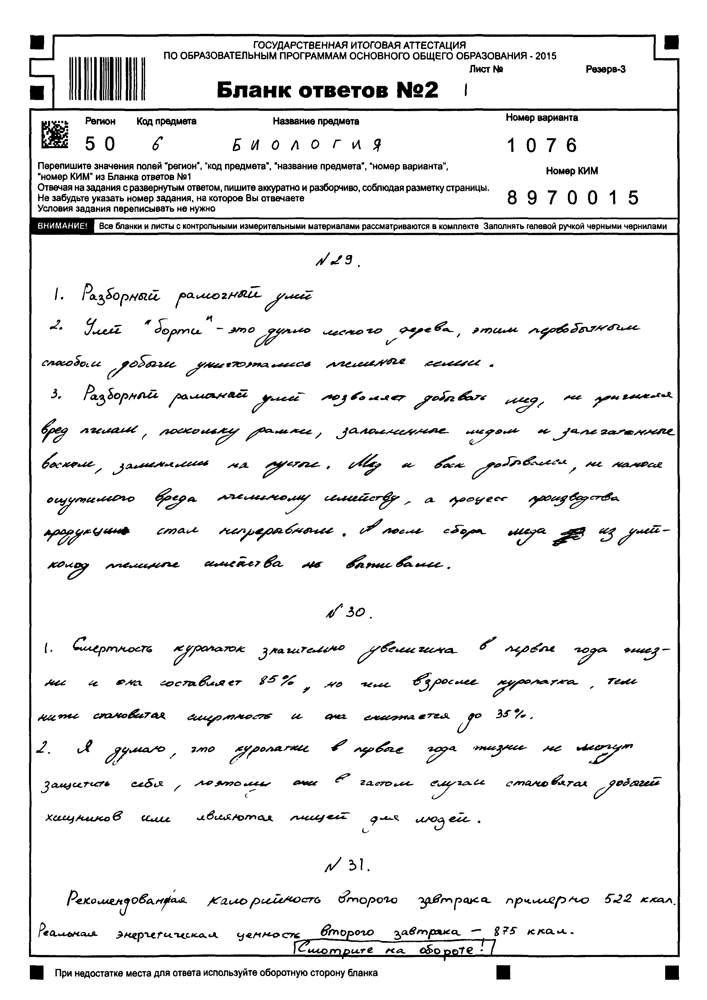 ГОСУДАРСТВЕННАЯ ИТОГОВАЯ АТТЕСТАЦИЯ
ПО ОБРАЗОВАТЕЛЬНЫМ ПРОГРАММАМ ОСНОВНОГО ОБЩЕГО ОБРАЗОВАНИЯ - 2015
Лист № Резерв-3
Бланк ответов №2 1
Регион Код предмета Название предмета Номер варианта
50 6 БИОЛОГИЯ 1076
Перепишите значения полей "регион", "код предмета", "название предмета", "номер варианта",
"номер КИМ" из Бланка ответов №1
Номер КИМ
Отвечая на задания с развернутым ответом, пишите аккуратно и разборчиво, соблюдая разметку страницы.
Не забудьте указать номер задания, на которое Вы отвечаете
8970015
Условия задания переписывать не нужно
ВНИМАНИЕ! Все бланки и листы с контрольными измерительными материалами рассматриваются в комплекте Заполнять гелевой ручкой черными чернилами
N 29.
1. Разборный рамочный улей
2. Улей "борти" - это дупло лесного дерева, этим первобытным
способом добычи уничтожались пчелиные семьи.
3. Разборный рамочный улей позволяет добывать мед, не причиняя
вред пчелам, поскольку рамки, заполненные медом и запечатанные
воском, заменялись на пустые. Мед и воск добывался, не нанося
ощутимого вреда пчелиному семейству, а процесс производства
продукции стал непрерывным. А после сбора меда из улей-
колод пчелиные семейства не выживали.
N 30.
1. Смертность куропаток значительно увеличина в первые года жиз-
ни и она составляет 85%, но чем взрослее куропатка, тем
ниже становится смертность и она снижается до 35%.
2. Я думаю, что куропатки в первые года жизни не могут
защитить себя, поэтому они в частом случаи становятся добычей
хищников или являются пищей для людей.
N 31.
Рекомендованная калорийность второго завтрака примерно 522 ккал.
Реальная энергетическая ценность второго завтрака - 875 ккал.
Смотрите на обороте!
При недостатке места для ответа используйте оборотную сторону бланка